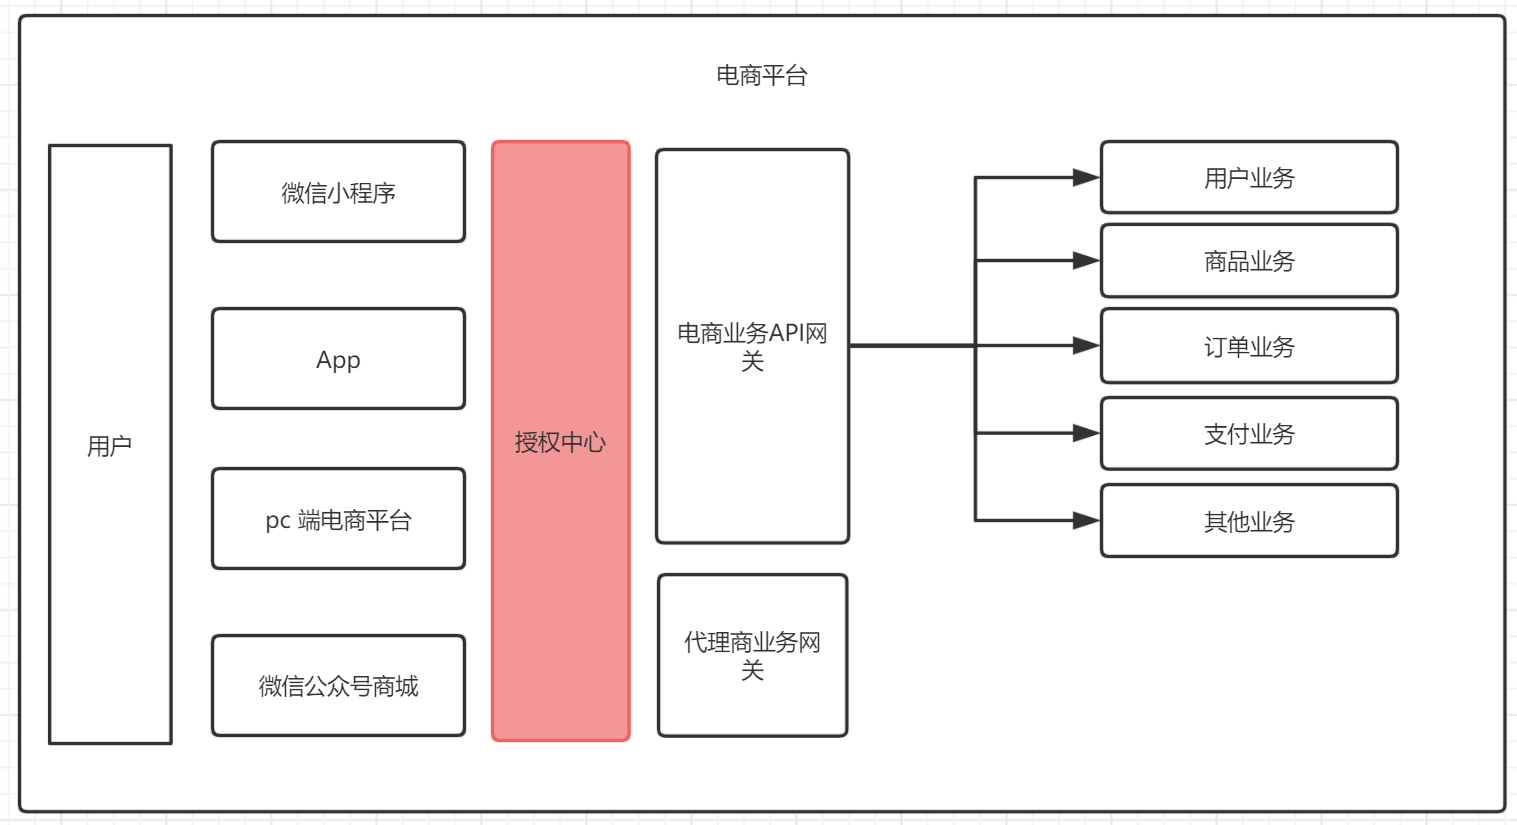 电商平台
用户
微信小程序
App
pc 端电商平台
微信公众号商城
授权中心
电商业务API网
关
代理商业务网
关
用户业务
商品业务
订单业务
支付业务
其他业务